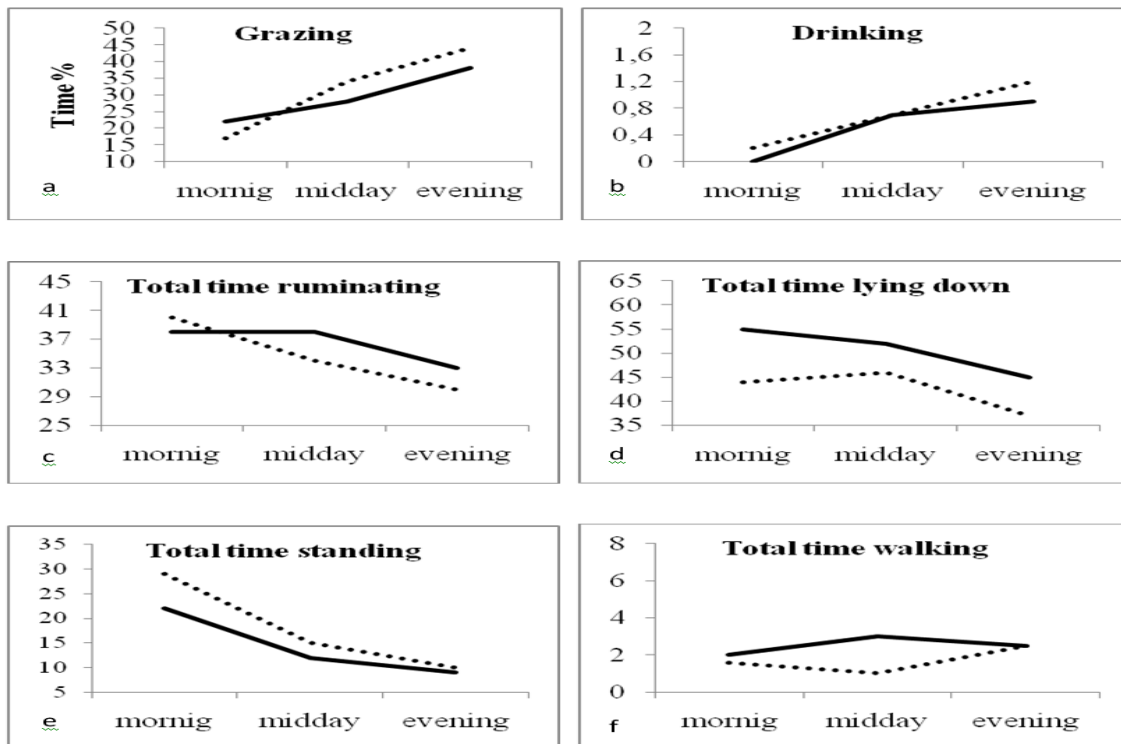 Grazing
Time %
50
45
40
35
30
25
20
15
10
mornig midday evening
a
Drinking
2
1,6
1,2
0,8
0,4
0
mornig midday evening
b
Total time ruminating
45
41
37
33
29
25
mornig midday evening
c
Total time lying down
65
60
55
50
45
40
35
mornig midday evening
d
Total time standing
35
30
25
20
15
10
5
mornig midday evening
e
Total time walking
8
6
4
2
0
mornig midday evening
f